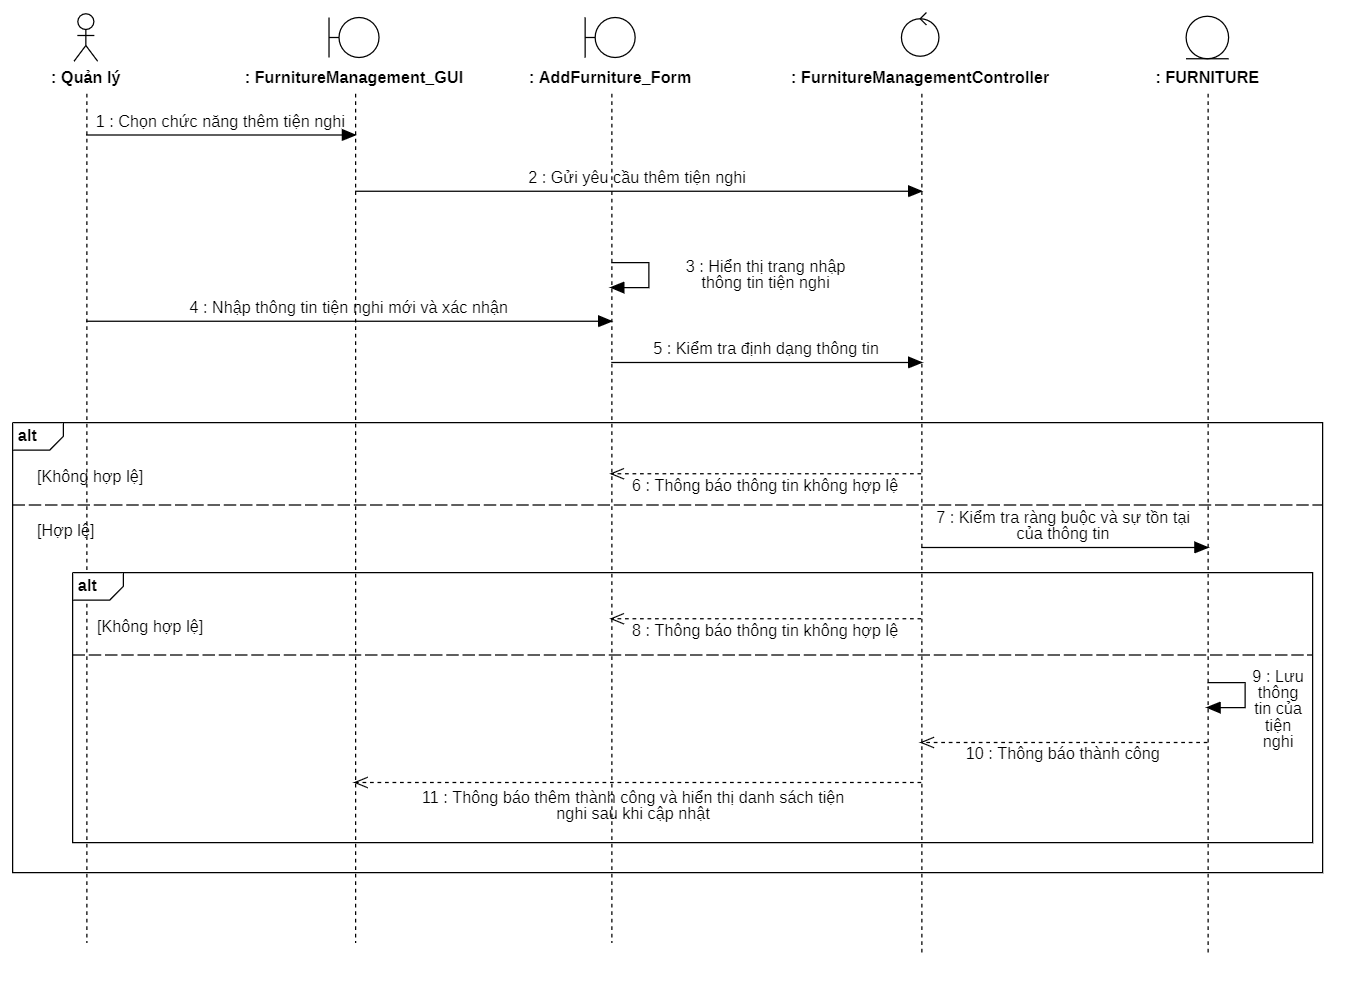 : Quản lý
: FurnitureManagement_GUI
: AddFurniture_Form
: FurnitureManagementController
: FURNITURE
1 : Chọn chức năng thêm tiện nghi
2 : Gửi yêu cầu thêm tiện nghi
3 : Hiển thị trang nhập
thông tin tiện nghi
4 : Nhập thông tin tiện nghi mới và xác nhận
5 : Kiểm tra định dạng thông tin
alt
[Không hợp lệ]
6 : Thông báo thông tin không hợp lệ
[Hợp lệ]
7 : Kiểm tra ràng buộc và sự tồn tại
của thông tin
alt
[Không hợp lệ]
8 : Thông báo thông tin không hợp lệ
9 : Lưu
thông
tin của
tiện
nghi
10 : Thông báo thành công
11 : Thông báo thêm thành công và hiển thị danh sách tiện
nghi sau khi cập nhật